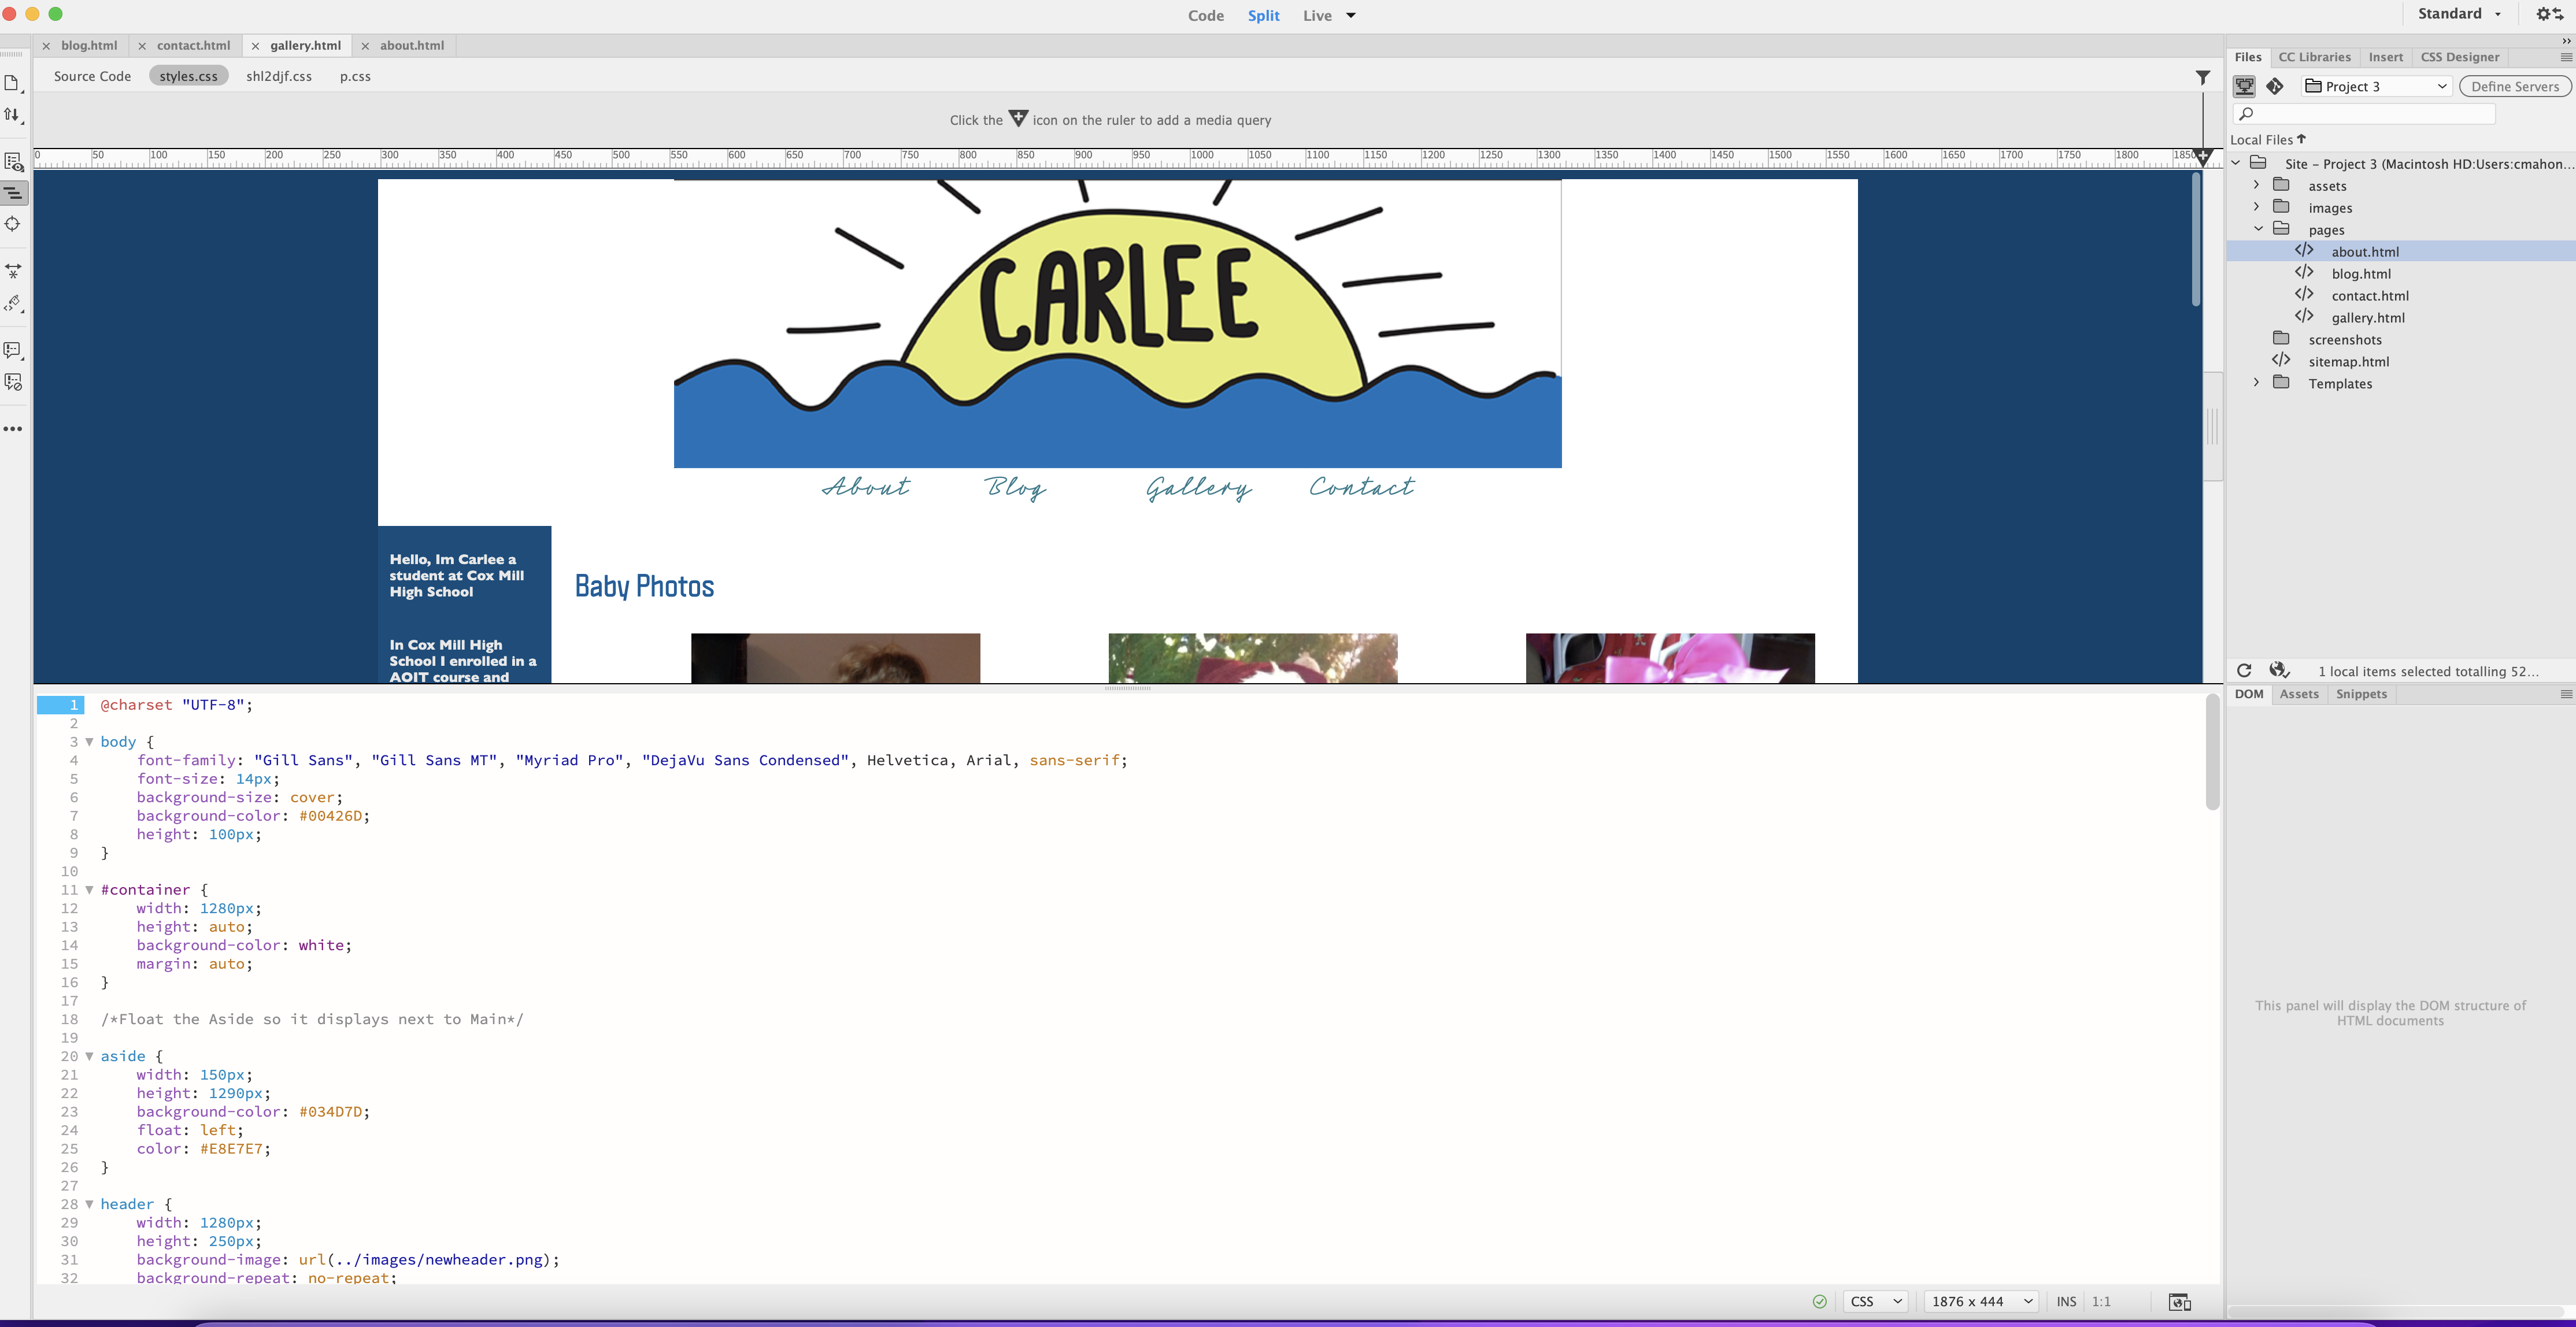 Code Split Live
Standard
blog.html contact.html gallery.html about.html
Source Code styles.css shl2djf.css p.css
Click the icon on the ruler to add a media query
0 50 100 150 200 250 300 350 400 450 500 550 600 650 700 750 800 850 900 950 1000 1050 1100 1150 1200 1250 1300 1350 1400 1450 1500 1550 1600 1650 1700 1750 1800 1850
CARLEE
About Blog Gallery Contact
Hello, Im Carlee a
student at Cox Mill
High School
Baby Photos
In Cox Mill High
School I enrolled in a
AOIT course and
1 @charset "UTF-8";
2
3 body {
4 font-family: "Gill Sans", "Gill Sans MT", "Myriad Pro", "DejaVu Sans Condensed", Helvetica, Arial, sans-serif;
5 font-size: 14px;
6 background-size: cover;
7 background-color: #00426D;
8 height: 100px;
9 }
10
11 #container {
12 width: 1280px;
13 height: auto;
14 background-color: white;
15 margin: auto;
16 }
17
18 /*Float the Aside so it displays next to Main*/
19
20 aside {
21 width: 150px;
22 height: 1290px;
23 background-color: #034D7D;
24 float: left;
25 color: #E8E7E7;
26 }
27
28 header {
29 width: 1280px;
30 height: 250px;
31 background-image: url(../images/newheader.png);
32 background-repeat: no-repeat;
CSS 1876 x 444 INS 1:1
Files CC Libraries Insert CSS Designer
Project 3 Define Servers
Local Files
Site – Project 3 (Macintosh HD:Users:cmahon...
assets
images
pages
about.html
blog.html
contact.html
gallery.html
screenshots
sitemap.html
Templates
1 local items selected totalling 52...
DOM Assets Snippets
This panel will display the DOM structure of
HTML documents